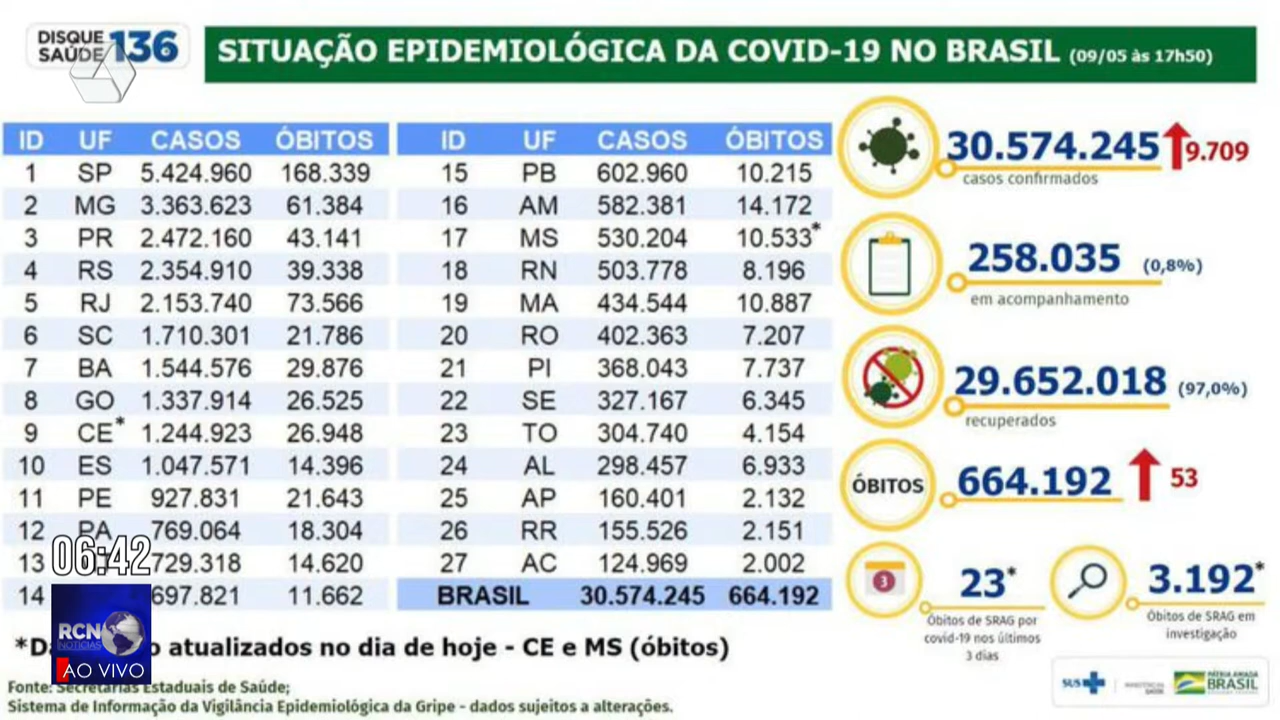 DISQUE
SAÚDE 136
SITUAÇÃO EPIDEMIOLÓGICA DA COVID-19 NO BRASIL (09/05 às 17h50)
ID UF CASOS ÓBITOS
1 SP 5.424.960 168.339
2 MG 3.363.623 61.384
3 PR 2.472.160 43.141
4 RS 2.354.910 39.338
5 RJ 2.153.740 73.566
6 SC 1.710.301 21.786
7 BA 1.544.576 29.876
8 GO 1.337.914 26.525
9 CE* 1.244.923 26.948
10 ES 1.047.571 14.396
11 PE 927.831 21.643
12 PA 769.064 18.304
13 729.318 14.620
14 697.821 11.662
ID UF CASOS ÓBITOS
15 PB 602.960 10.215
16 AM 582.381 14.172
17 MS 530.204 10.533*
18 RN 503.778 8.196
19 MA 434.544 10.887
20 RO 402.363 7.207
21 PI 368.043 7.737
22 SE 327.167 6.345
23 TO 304.740 4.154
24 AL 298.457 6.933
25 AP 160.401 2.132
26 RR 155.526 2.151
27 AC 124.969 2.002
BRASIL 30.574.245 664.192
30.574.245 9.709
casos confirmados
258.035 (0,8%)
em acompanhamento
29.652.018 (97,0%)
recuperados
ÓBITOS 664.192 53
3
23*
Óbitos de SRAG por
covid-19 nos últimos
3 dias
3.192*
Óbitos de SRAG em
investigação
06:42
RCN
NOTÍCIAS
AO VIVO
atualizados no dia de hoje - CE e MS (óbitos)
Fonte: Secretarias Estaduais de Saúde;
Sistema de Informação da Vigilância Epidemiológica da Gripe - dados sujeitos a alterações.
SUS
MINISTÉRIO DA
SAÚDE
PÁTRIA AMADA
BRASIL